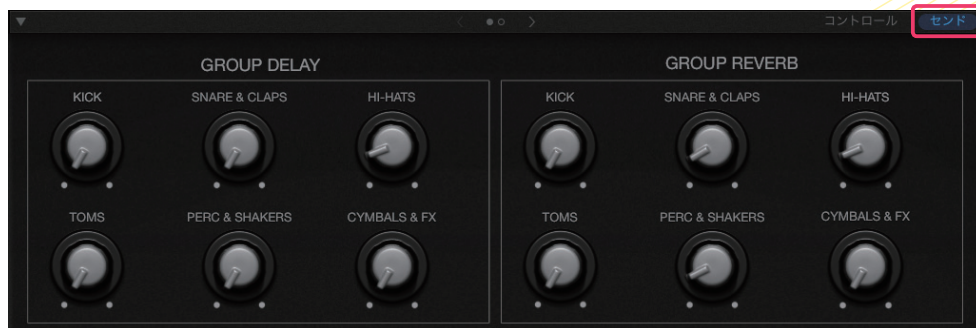 コントロール センド
GROUP DELAY
KICK SNARE & CLAPS HI-HATS
TOMS PERC & SHAKERS CYMBALS & FX
GROUP REVERB
KICK SNARE & CLAPS HI-HATS
TOMS PERC & SHAKERS CYMBALS & FX